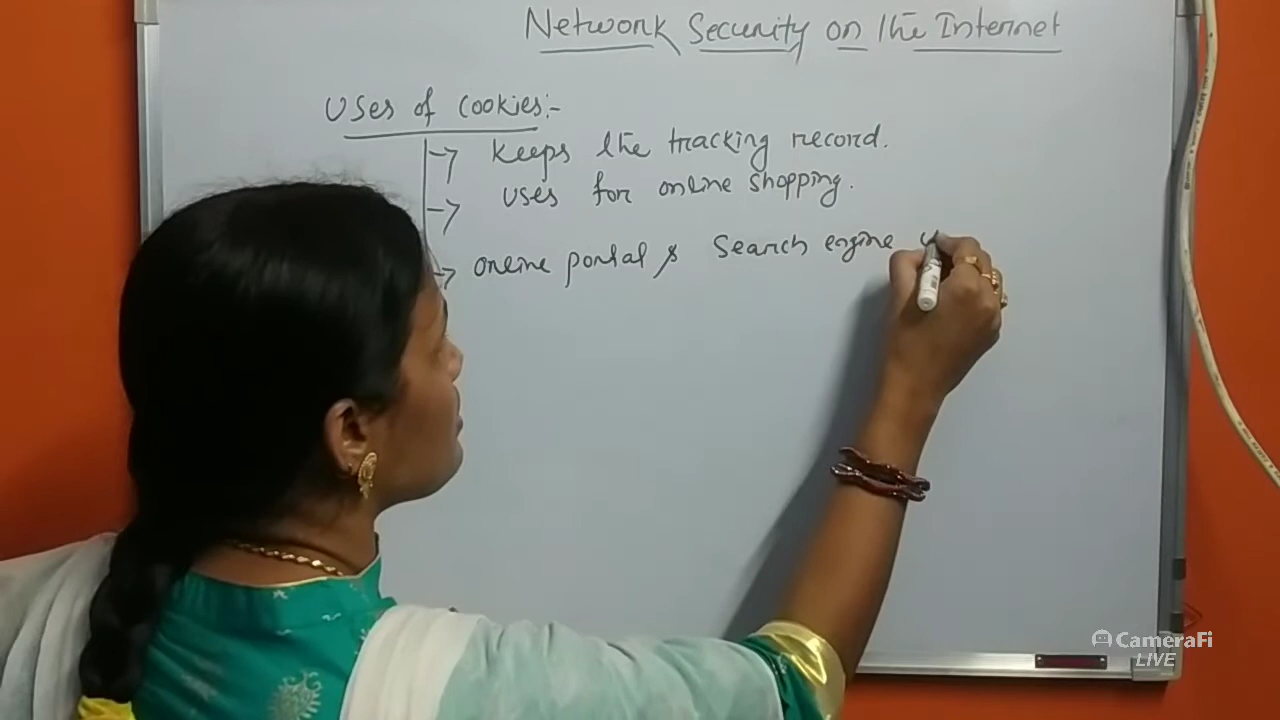 Network Security on the Internet
Uses of cookies:-
→ Keeps the tracking record.
→ uses for online shopping.
→ online portal & Search engine
CameraFi
LIVE